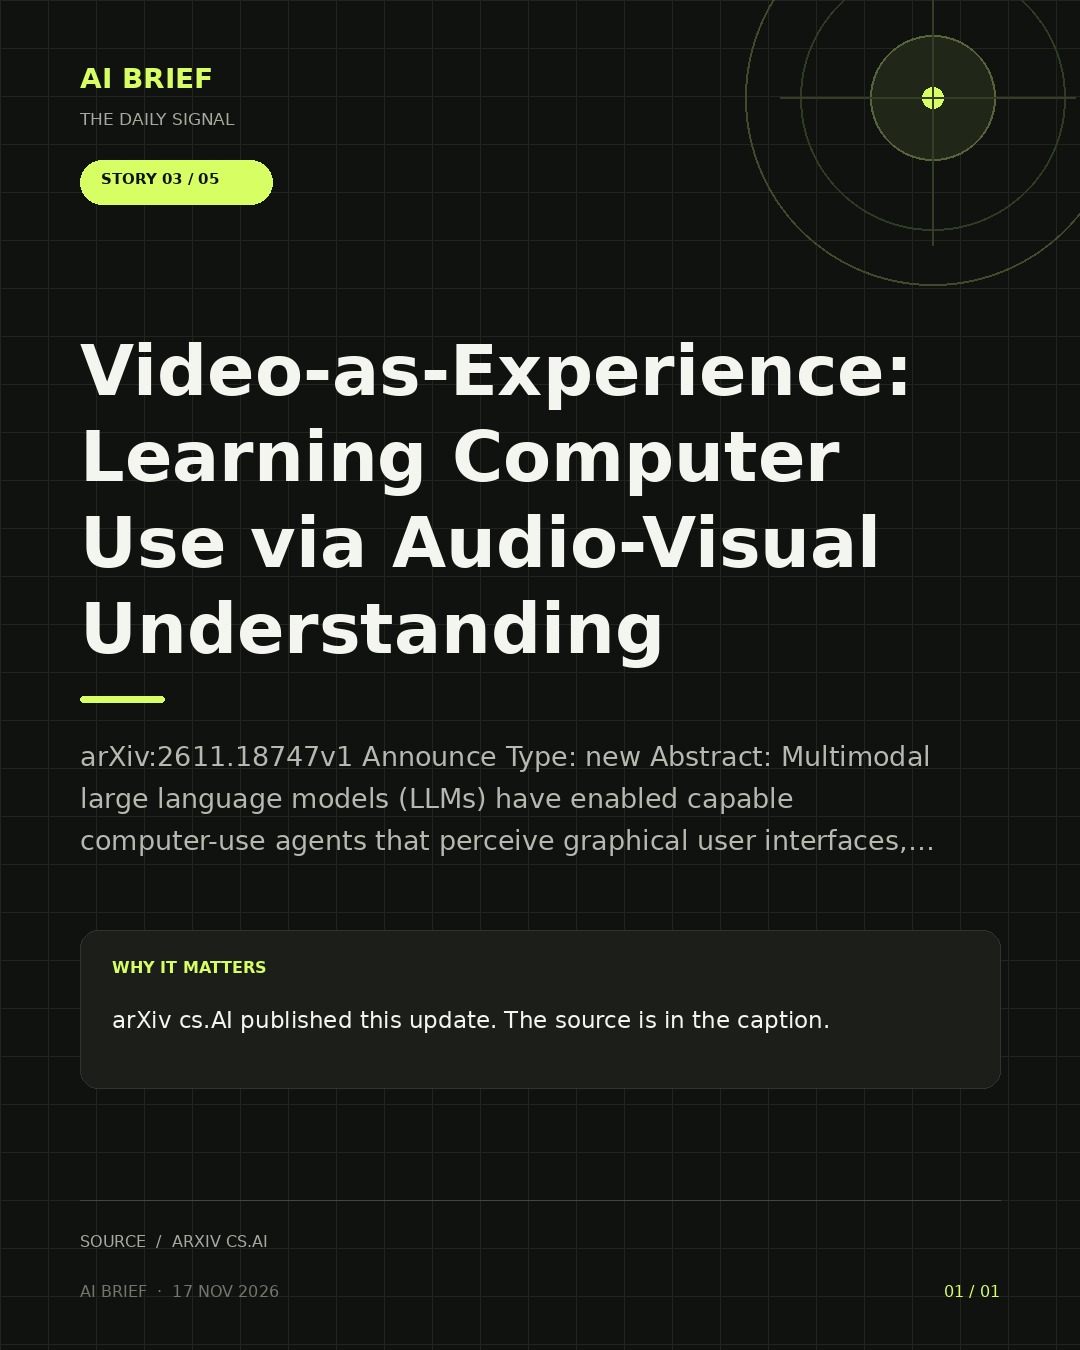 AI BRIEF
THE DAILY SIGNAL
STORY 03 / 05
Video-as-Experience:
Learning Computer
Use via Audio-Visual
Understanding
arXiv:2611.18747v1 Announce Type: new Abstract: Multimodal
large language models (LLMs) have enabled capable
computer-use agents that perceive graphical user interfaces,…
WHY IT MATTERS
arXiv cs.AI published this update. The source is in the caption.
SOURCE / ARXIV CS.AI
AI BRIEF · 17 NOV 2026
01 / 01